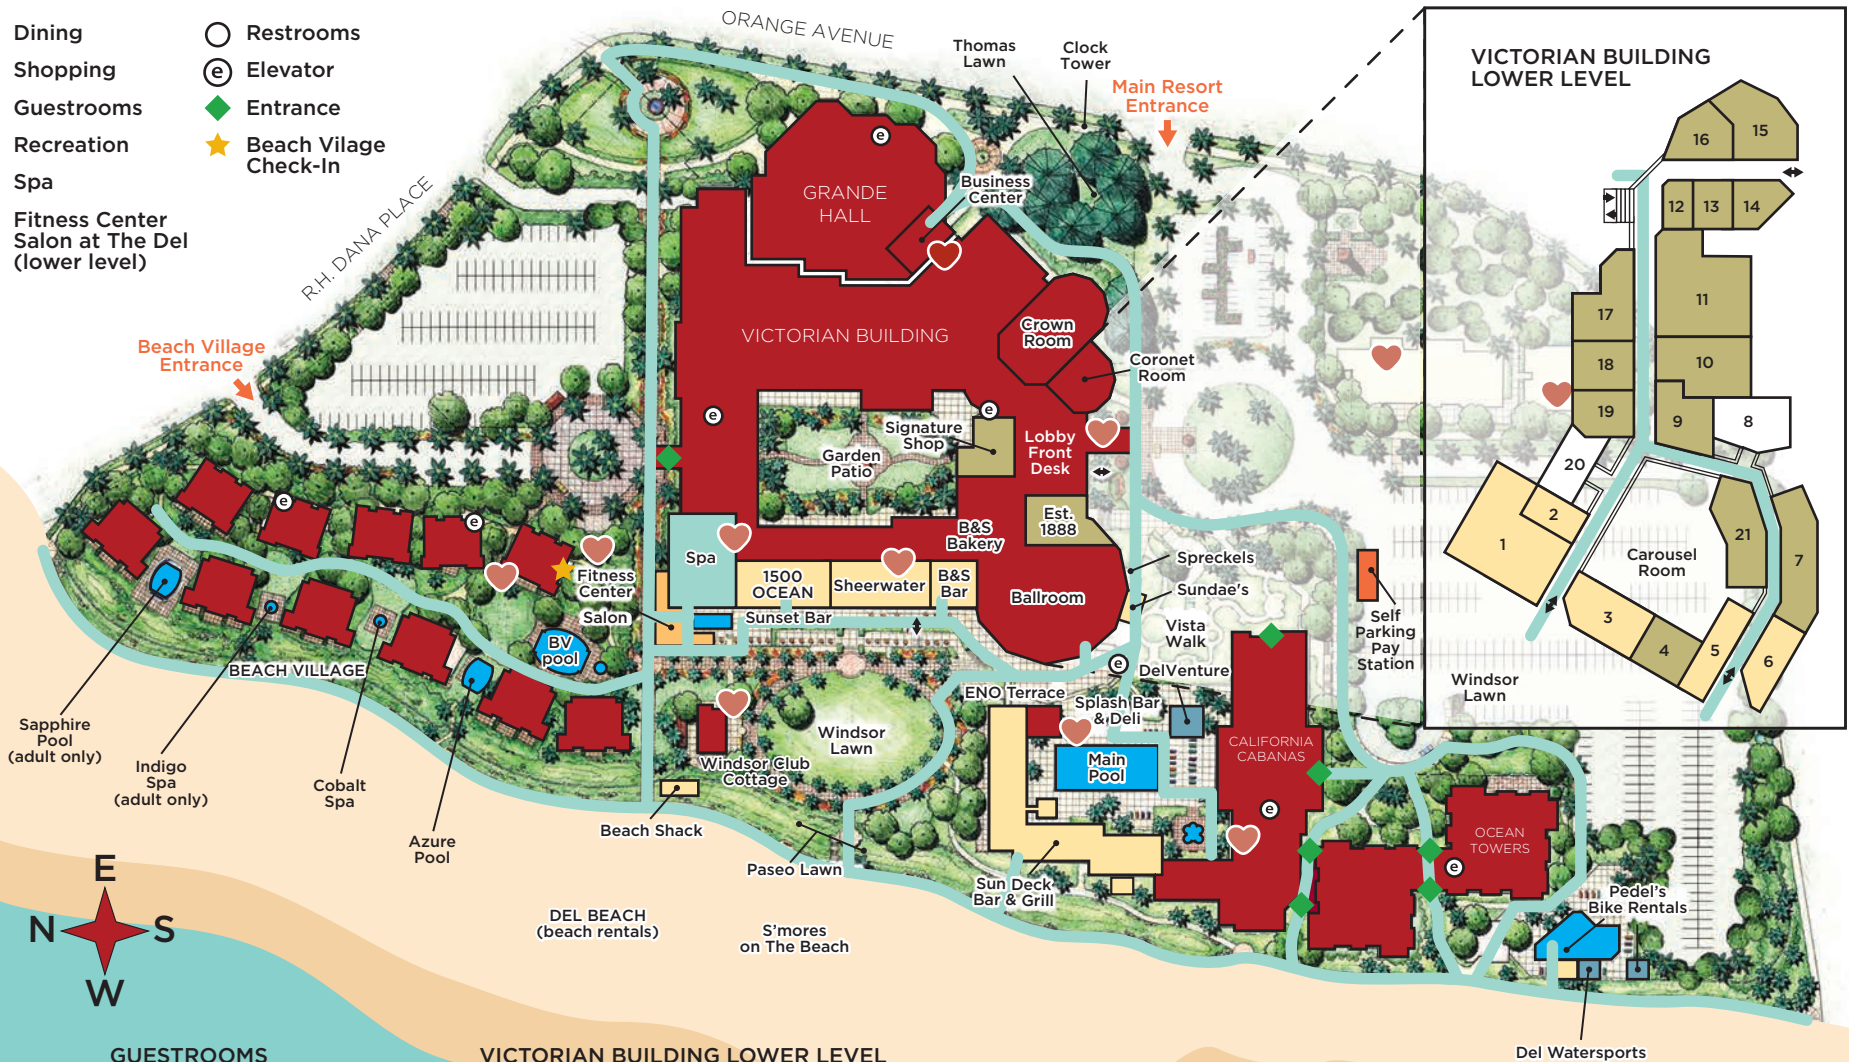 Dining
Shopping
Guestrooms
Recreation
Spa
Fitness Center
Salon at The Del
(lower level)
Restrooms
e Elevator
Entrance
Beach Vilage
Check-In
ORANGE AVENUE
R.H. DANA PLACE
Thomas
Lawn
Clock
Tower
Main Resort
Entrance
Beach Village
Entrance
GRANDE
HALL
e
Business
Center
VICTORIAN BUILDING
Crown
Room
Coronet
Room
e
e
Signature
Shop
Garden
Patio
Lobby
Front
Desk
Est.
1888
B&S
Bakery
Spa
1500
OCEAN
Sheerwater
B&S
Bar
Ballroom
Spreckels
Sundae's
Sunset Bar
Fitness
Center
Salon
e
e
BV
pool
BEACH VILLAGE
Sapphire
Pool
(adult only)
Indigo
Spa
(adult only)
Cobalt
Spa
Azure
Pool
Windsor
Lawn
Windsor Club
Cottage
Beach Shack
Paseo Lawn
Vista
Walk
e
DelVenture
ENO Terrace
Splash Bar
& Deli
Main
Pool
Sun Deck
Bar & Grill
CALIFORNIA
CABANAS
e
OCEAN
TOWERS
e
Self
Parking
Pay
Station
Pedel's
Bike Rentals
Del Watersports
DEL BEACH
(beach rentals)
S'mores
on The Beach
E
N
S
W
VICTORIAN BUILDING
LOWER LEVEL
16
15
12
13
14
17
11
18
10
19
9
8
20
2
1
21
7
Carousel
Room
3
4
5
6
Windsor
Lawn
GUESTROOMS
VICTORIAN BUILDING LOWER LEVEL